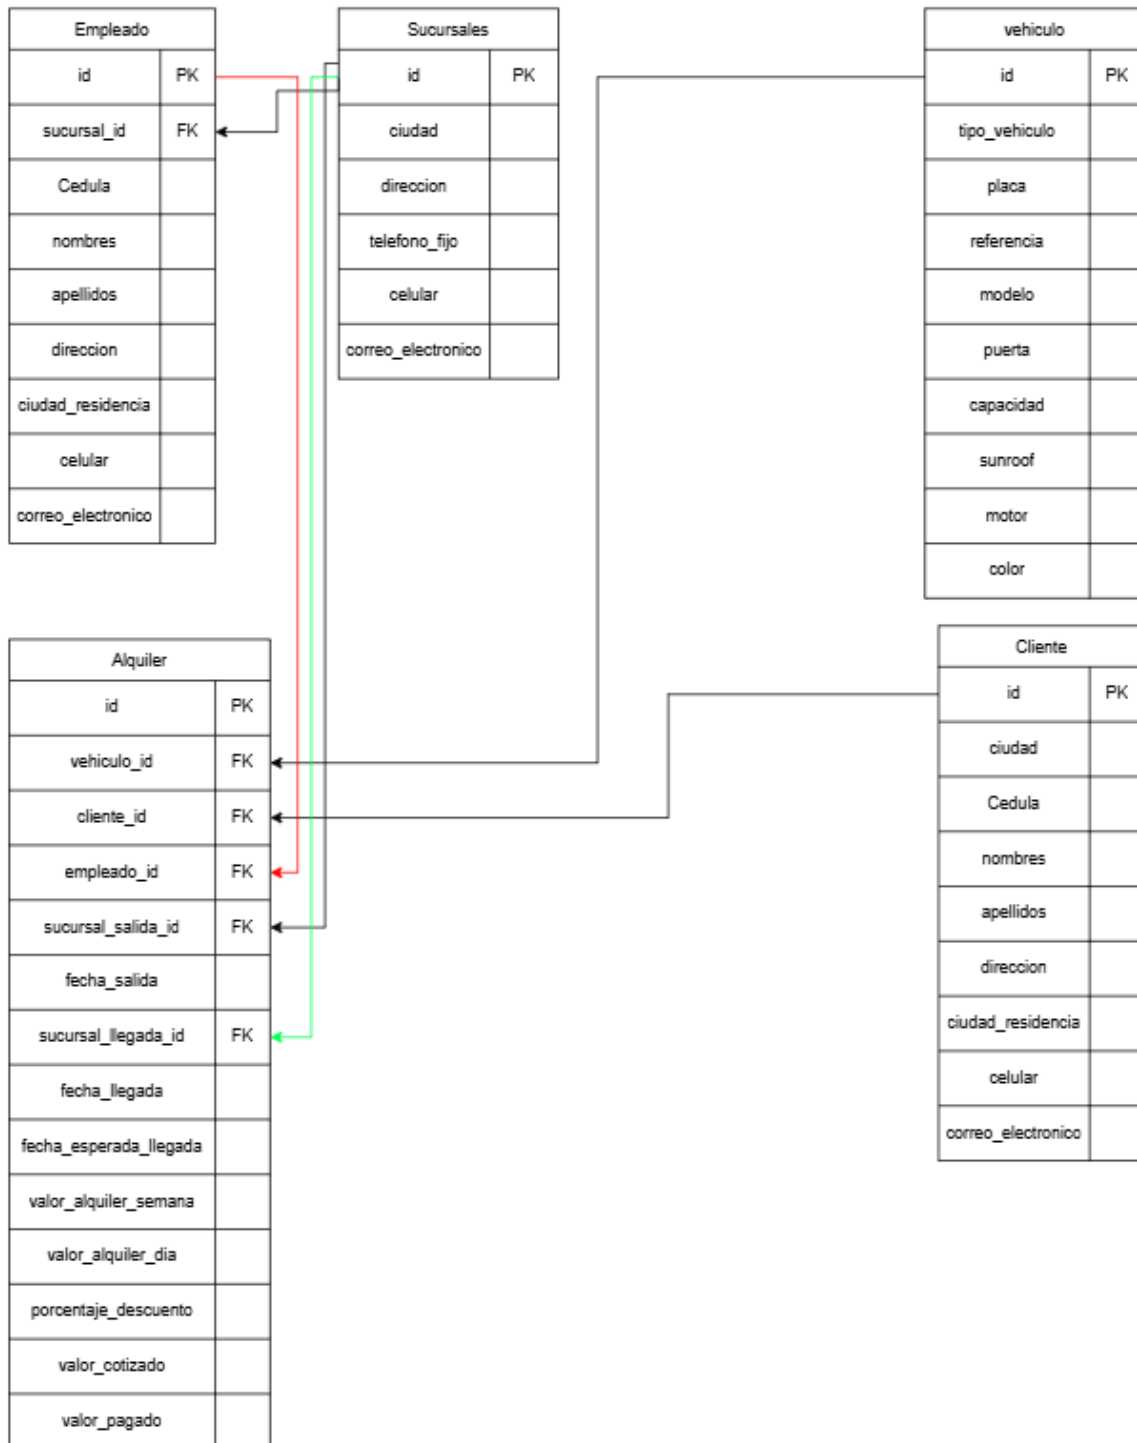 Empleado
id PK
sucursal_id FK
Cedula
nombres
apellidos
direccion
ciudad_residencia
celular
correo_electronico
Sucursales
id PK
ciudad
direccion
telefono_fijo
celular
correo_electronico
vehiculo
id PK
tipo_vehiculo
placa
referencia
modelo
puerta
capacidad
sunroof
motor
color
Alquiler
id PK
vehiculo_id FK
cliente_id FK
empleado_id FK
sucursal_salida_id FK
fecha_salida
sucursal_llegada_id FK
fecha_llegada
fecha_esperada_llegada
valor_alquiler_semana
valor_alquiler_dia
porcentaje_descuento
valor_cotizado
valor_pagado
Cliente
id PK
ciudad
Cedula
nombres
apellidos
direccion
ciudad_residencia
celular
correo_electronico